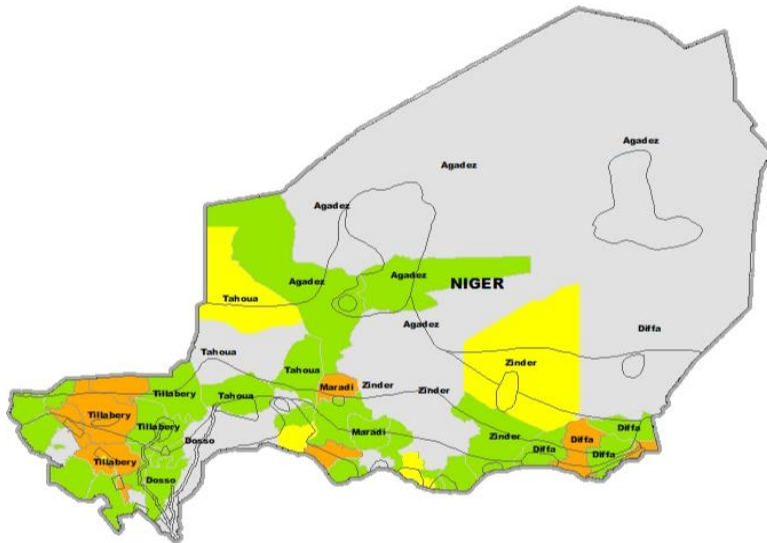 Agadez
Agadez
Agadez
Agadez
Agadez
NIGER
Tahoua
Agadez
Diffa
Tahoua
Zinder
Tahoua
Maradi
Zinder
Zinder
Tillabery
Tahoua
Tillabery
Tillabery
Diffa
Dosso
Maradi
Zinder
Diffa
Diffa
Diffa
Tillabery
Dosso